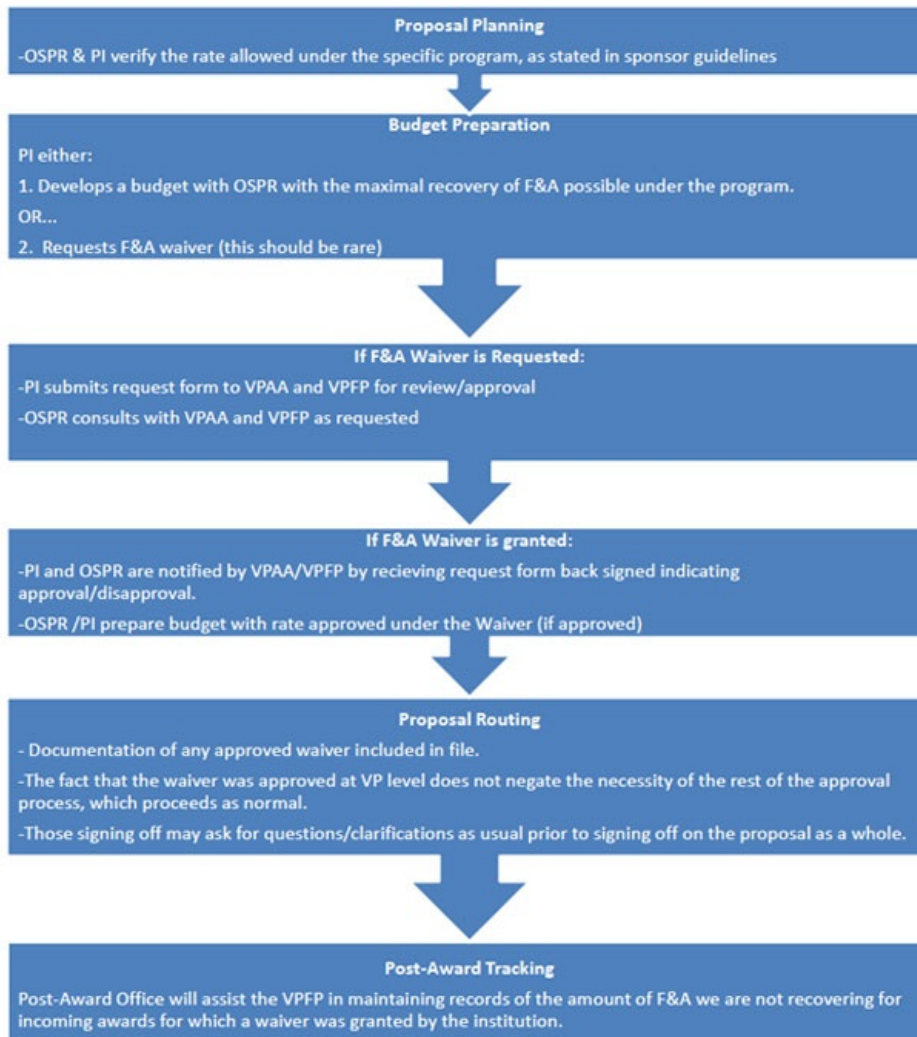 Proposal Planning
-OSPR & PI verify the rate allowed under the specific program, as stated in sponsor guidelines
Budget Preparation
PI either:
1. Develops a budget with OSPR with the maximal recovery of F&A possible under the program.
OR...
2.  Requests F&A waiver (this should be rare)
If F&A Waiver is Requested:
-PI submits request form to VPAA and VPFP for review/approval
-OSPR consults with VPAA and VPFP as requested
If F&A Waiver is granted:
-PI and OSPR are notified by VPAA/VPFP by recieving request form back signed indicating
approval/disapproval.
-OSPR /PI prepare budget with rate approved under the Waiver (if approved)
Proposal Routing
- Documentation of any approved waiver included in file.
-The fact that the waiver was approved at VP level does not negate the necessity of the rest of the approval
process, which proceeds as normal.
-Those signing off may ask for questions/clarifications as usual prior to signing off on the proposal as a whole.
Post-Award Tracking
Post-Award Office will assist the VPFP in maintaining records of the amount of F&A we are not recovering for
incoming awards for which a waiver was granted by the institution.